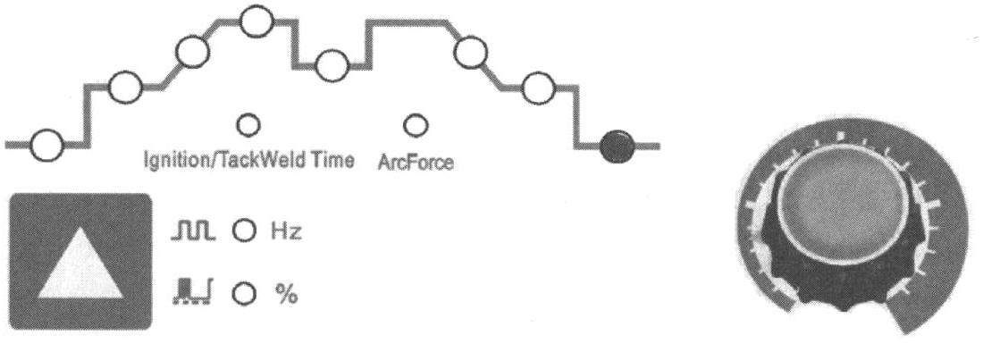 Ignition/TackWeld Time
ArcForce
Hz
%